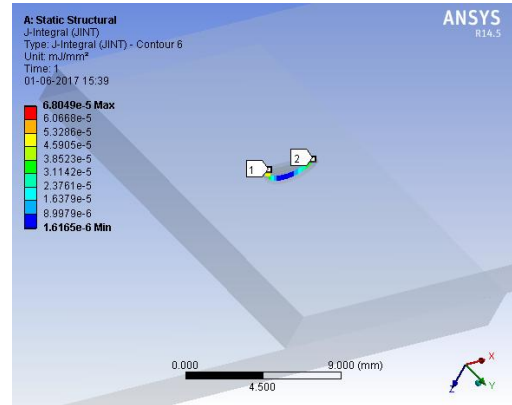 A: Static Structural
J-Integral (JINT)
Type: J-Integral (JINT) - Contour 6
Unit: mJ/mm²
Time: 1
01-06-2017 15:39
6.8049e-5 Max
6.0668e-5
5.3286e-5
4.5905e-5
3.8523e-5
3.1142e-5
2.3761e-5
1.6379e-5
8.9979e-6
1.6165e-6 Min
ANSYS
R14.5
1
2
0.000
9.000 (mm)
4.500
X
Y
Z